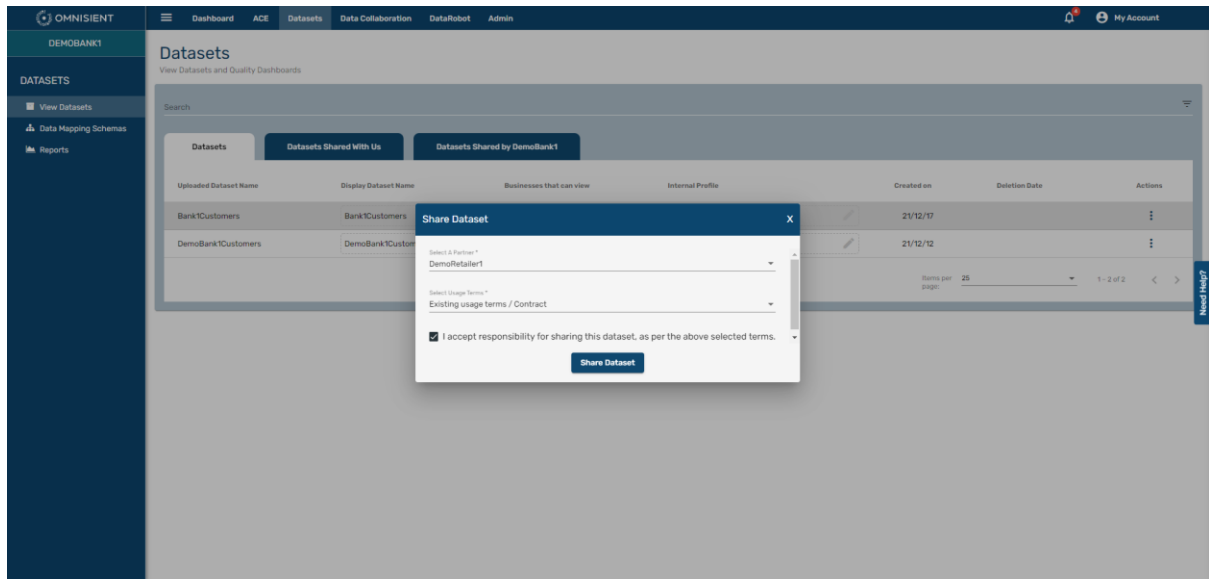 OMNISIENT
Dashboard ACE Datasets Data Collaboration DataRobot Admin
My Account
DEMOBANK1
DATASETS
View Datasets
Data Mapping Schemas
Reports
Datasets
View Datasets and Quality Dashboards
Search
Datasets Datasets Shared With Us Datasets Shared by DemoBank1
Uploaded Dataset Name Display Dataset Name Businesses that can view Internal Profile Created on Deletion Date Actions
Bank1Customers Bank1Customers 21/12/17
DemoBank1Customers DemoBank1Custom 21/12/12
Items per page: 25 1 - 2 of 2
Share Dataset X
Select A Partner *
DemoRetailer1
Select Usage Terms *
Existing usage terms / Contract
I accept responsibility for sharing this dataset, as per the above selected terms.
Share Dataset
Need Help?